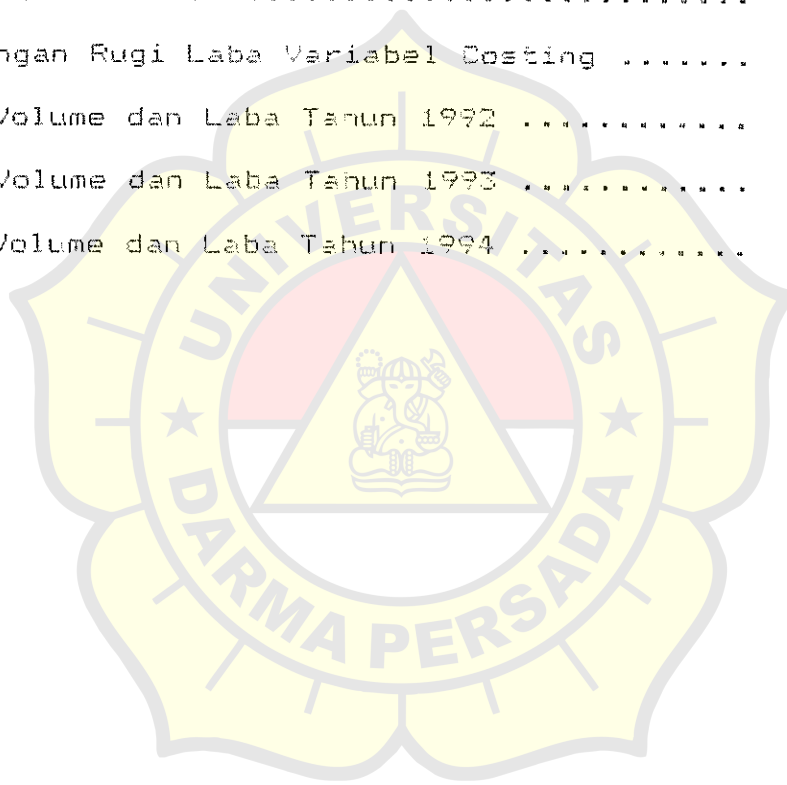 ngan Rugi Laba Variabel Costing .......
Volume dan Laba Tahun 1992 ............
Volume dan Laba Tahun 1993 ............
Volume dan Laba Tahun 1994 ............
UNIVERSITAS
DARMA PERSADA